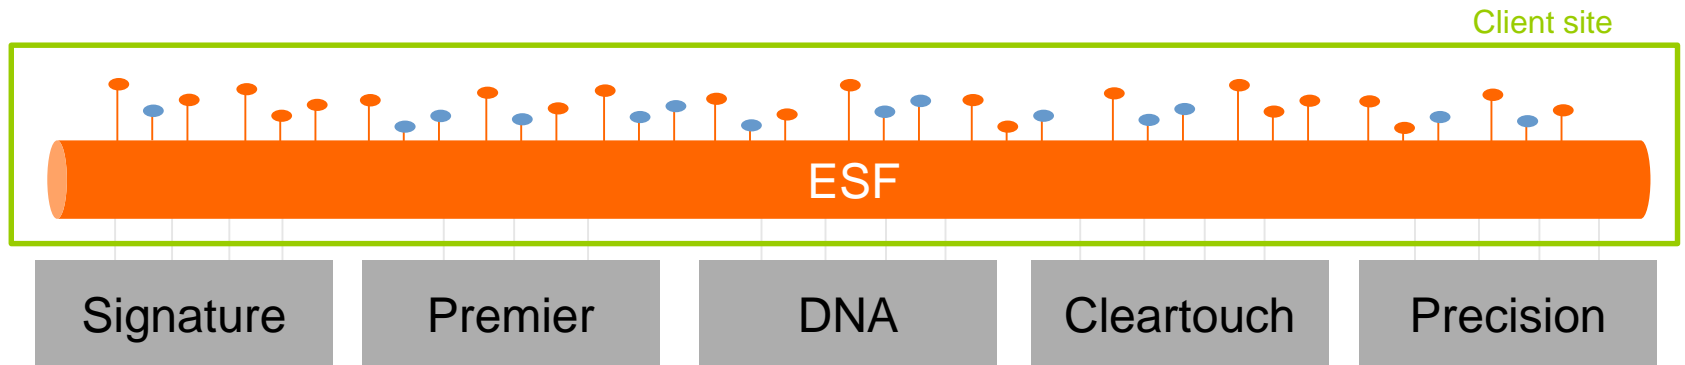 Client site
ESF
Signature
Premier
DNA
Cleartouch
Precision